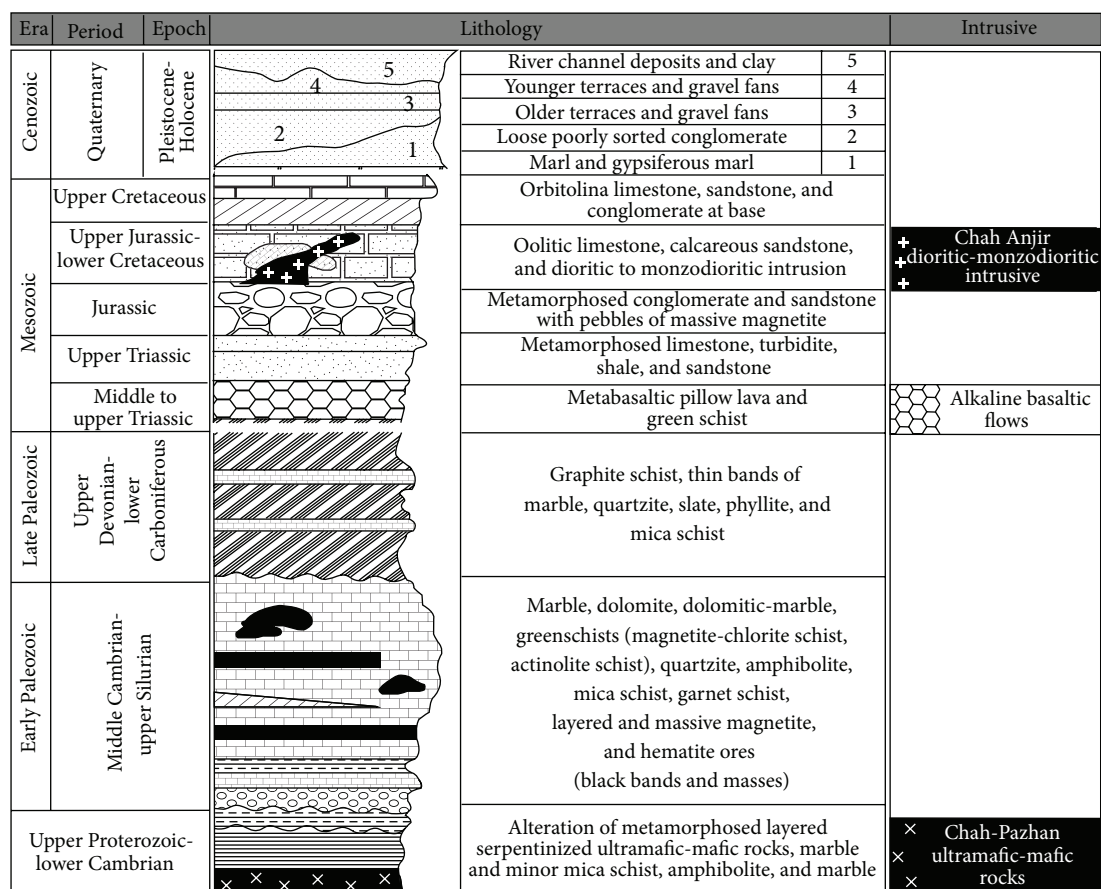 Era Period Epoch Lithology Intrusive
Cenozoic
Quaternary
Pleistocene-
Holocene
5
4
3
2
1
River channel deposits and clay 5
Younger terraces and gravel fans 4
Older terraces and gravel fans 3
Loose poorly sorted conglomerate 2
Marl and gypsiferous marl 1
Mesozoic
Upper Cretaceous
Orbitolina limestone, sandstone, and
conglomerate at base
Upper Jurassic-
lower Cretaceous
Oolitic limestone, calcareous sandstone,
and dioritic to monzodioritic intrusion
Chah Anjir
dioritic-monzodioritic
intrusive
Jurassic
Metamorphosed conglomerate and sandstone
with pebbles of massive magnetite
Upper Triassic
Metamorphosed limestone, turbidite,
shale, and sandstone
Middle to
upper Triassic
Metabasaltic pillow lava and
green schist
Alkaline basaltic
flows
Late Paleozoic
Upper
Devonian-
lower
Carboniferous
Graphite schist, thin bands of
marble, quartzite, slate, phyllite, and
mica schist
Early Paleozoic
Middle Cambrian-
upper Silurian
Marble, dolomite, dolomitic-marble,
greenschists (magnetite-chlorite schist,
actinolite schist), quartzite, amphibolite,
mica schist, garnet schist,
layered and massive magnetite,
and hematite ores
(black bands and masses)
Upper Proterozoic-
lower Cambrian
Alteration of metamorphosed layered
serpentinized ultramafic-mafic rocks, marble
and minor mica schist, amphibolite, and marble
Chah-Pazhan
ultramafic-mafic
rocks